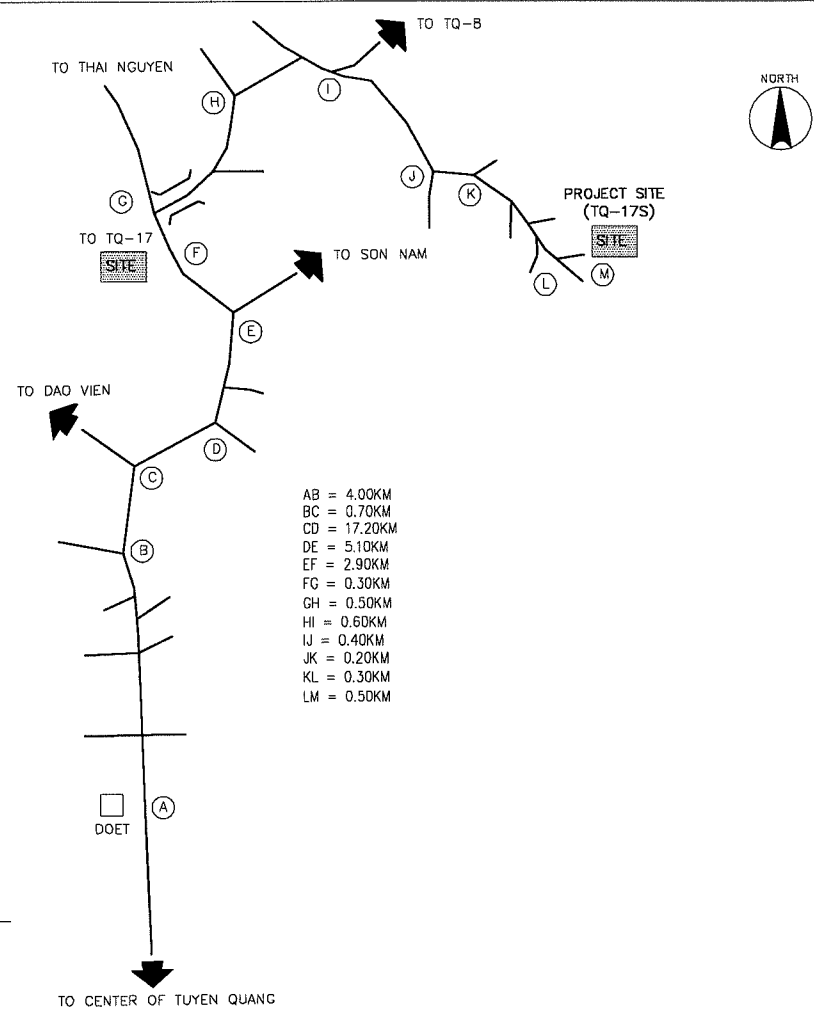 TO TQ-8
TO THAI NGUYEN
NORTH
H
I
J
K
PROJECT SITE
(TQ-17S)
SITE
G
TO TQ-17
SITE
F
TO SON NAM
L
M
E
TO DAO VIEN
D
C
B
AB = 4.00KM
BC = 0.70KM
CD = 17.20KM
DE = 5.10KM
EF = 2.90KM
FG = 0.30KM
GH = 0.50KM
HI = 0.60KM
IJ = 0.40KM
JK = 0.20KM
KL = 0.30KM
LM = 0.50KM
A
DOET
TO CENTER OF TUYEN QUANG